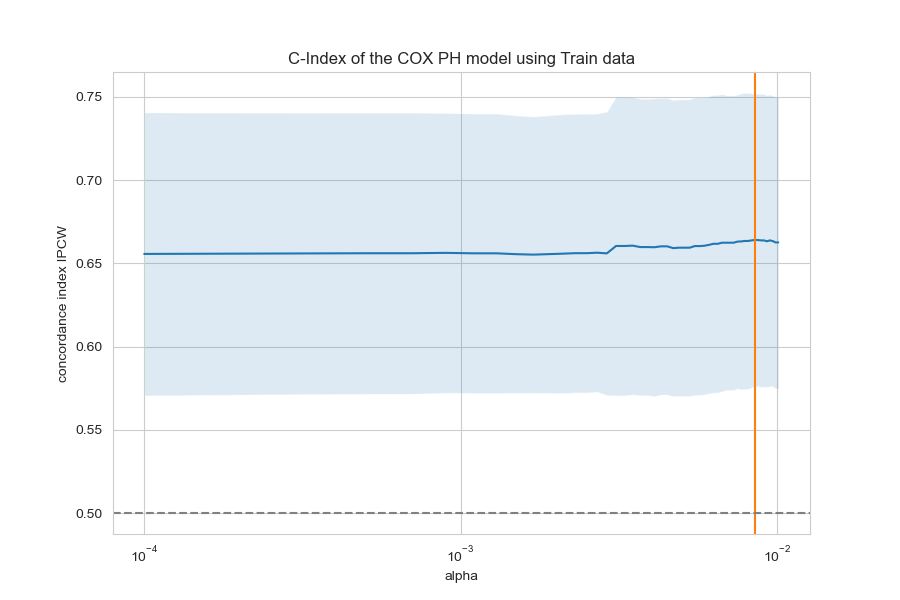 C-Index of the COX PH model using Train data
concordance index IPCW
0.75
0.70
0.65
0.60
0.55
0.50
10⁻⁴ 10⁻³ 10⁻²
alpha